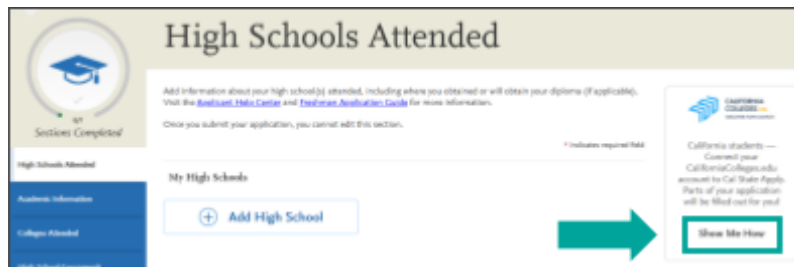 High Schools Attended
Add information about your high school(s) attended, including where you obtained or will obtain your diploma (if applicable).
Visit the Applicant Help Center and Freshman Application Guide for more information.
Once you submit your application, you cannot edit this section.
* Indicates required field
Sections Completed
High Schools Attended
Academic Information
Colleges Attended
My High Schools
Add High School
CALIFORNIA
COLLEGES
California students —
Connect your
CaliforniaColleges.edu
account to Cal State Apply.
Parts of your application
will be filled out for you!
Show Me How